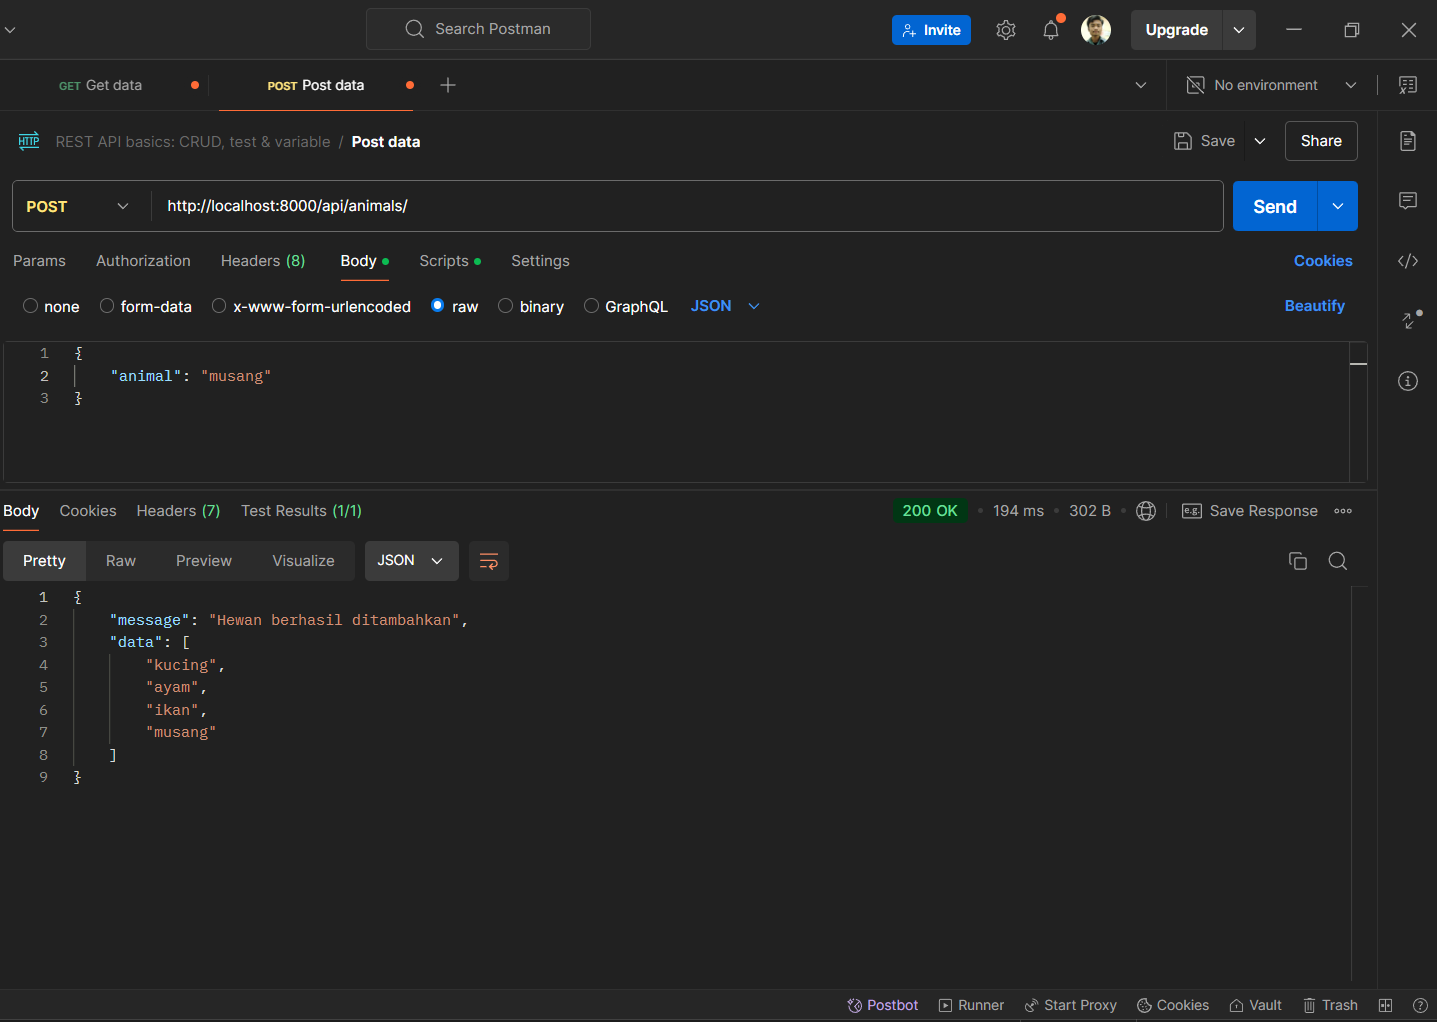 Search Postman
Invite
Upgrade
GET Get data
POST Post data
No environment
HTTP
REST API basics: CRUD, test & variable / Post data
Save
Share
POST
http://localhost:8000/api/animals/
Send
Params
Authorization
Headers (8)
Body
Scripts
Settings
Cookies
none
form-data
x-www-form-urlencoded
raw
binary
GraphQL
JSON
Beautify
1 {
2 "animal": "musang"
3 }
Body
Cookies
Headers (7)
Test Results (1/1)
200 OK
194 ms
302 B
e.g.
Save Response
Pretty
Raw
Preview
Visualize
JSON
1 {
2 "message": "Hewan berhasil ditambahkan",
3 "data": [
4 "kucing",
5 "ayam",
6 "ikan",
7 "musang"
8 ]
9 }
Postbot
Runner
Start Proxy
Cookies
Vault
Trash